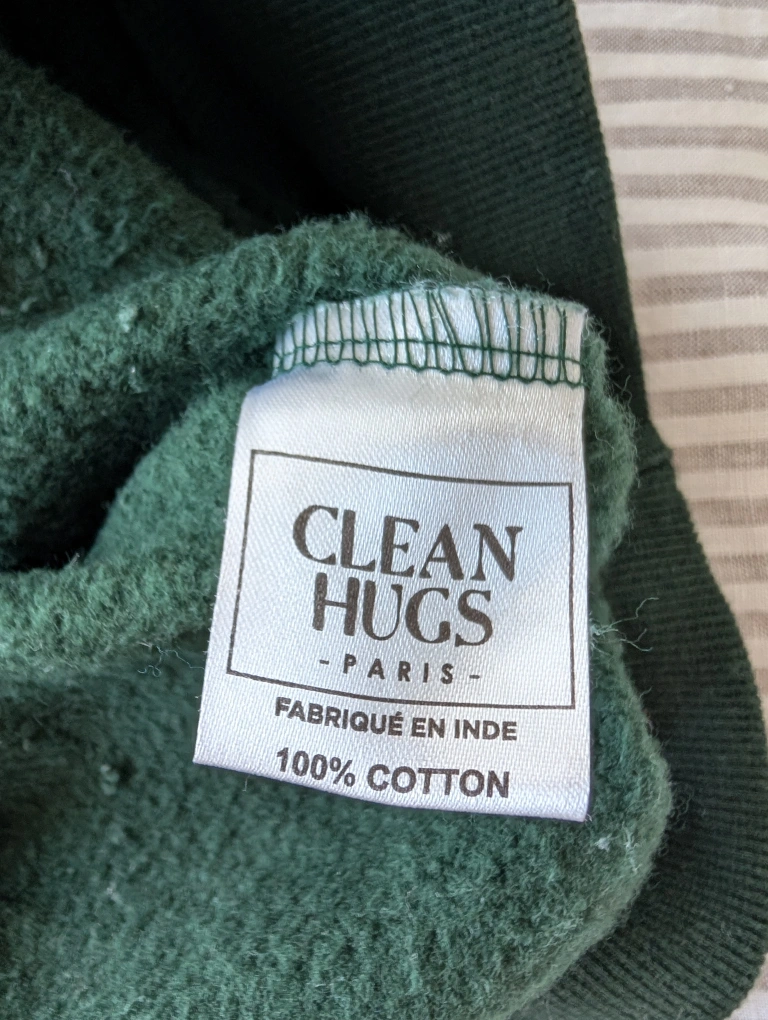 CLEAN
HUGS
- PARIS -
FABRIQUÉ EN INDE
100% COTTON